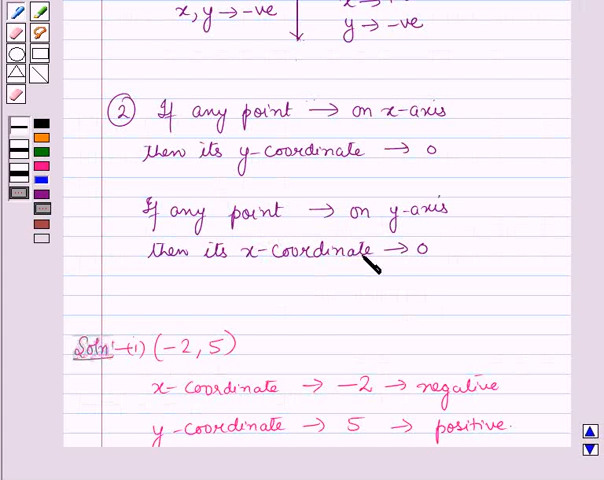 x, y → -ve
y → -ve
② If any point → on x-axis
then its y-coordinate → 0
If any point → on y-axis
then its x-coordinate → 0
Soln:-(i) (-2, 5)
x-coordinate → -2 → negative
y-coordinate → 5 → positive.